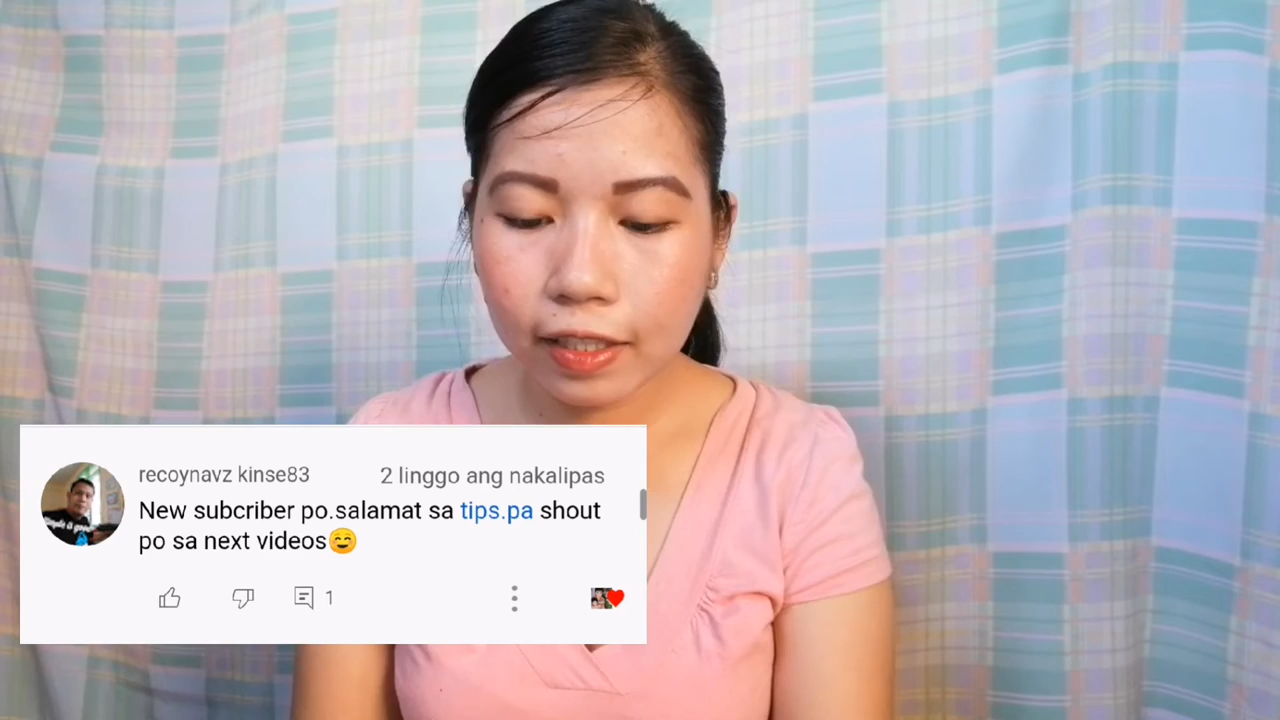 recoynavz kinse83 2 linggo ang nakalipas
New subcriber po.salamat sa tips.pa shout
po sa next videos😊
1